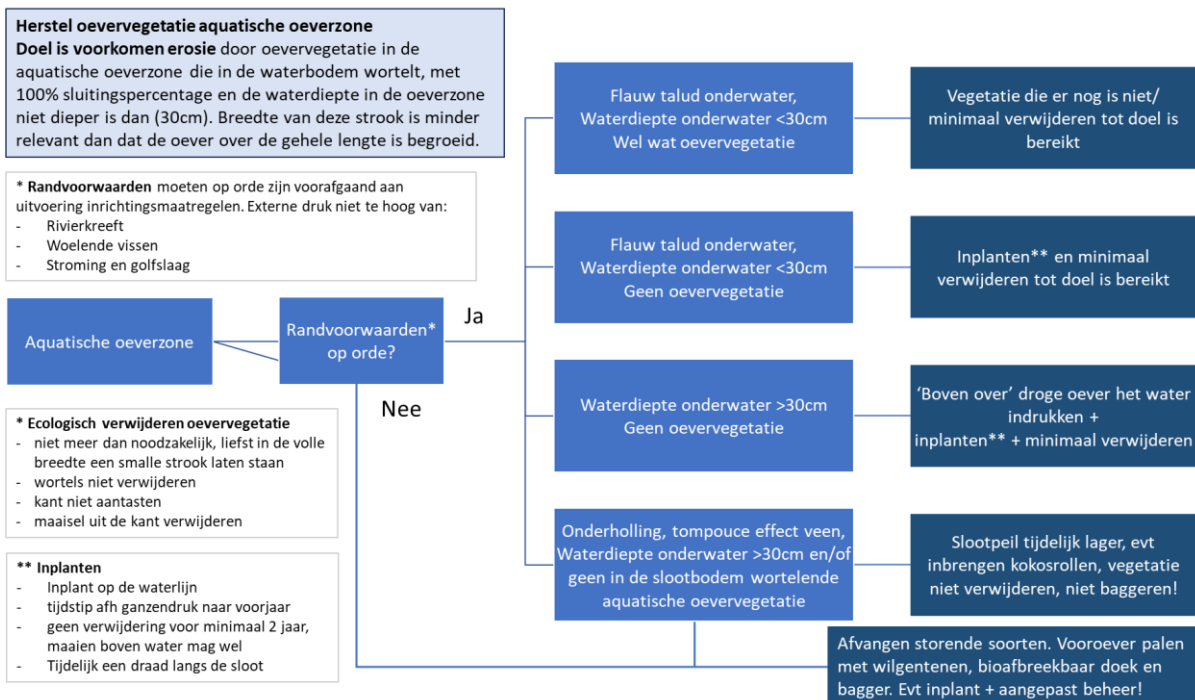 Herstel oevervegetatie aquatische oeverzone
Doel is voorkomen erosie door oevervegetatie in de
aquatische oeverzone die in de waterbodem wortelt, met
100% sluitingspercentage en de waterdiepte in de oeverzone
niet dieper is dan (30cm). Breedte van deze strook is minder
relevant dan dat de oever over de gehele lengte is begroeid.
* Randvoorwaarden moeten op orde zijn voorafgaand aan
uitvoering inrichtingsmaatregelen. Externe druk niet te hoog van:
- Rivierkreeft
- Woelende vissen
- Stroming en golfslag
Aquatische oeverzone
Randvoorwaarden*
op orde?
Ja
Nee
* Ecologisch verwijderen oevervegetatie
- niet meer dan noodzakelijk, liefst in de volle
breedte een smalle strook laten staan
- wortels niet verwijderen
- kant niet aantasten
- maaisel uit de kant verwijderen
** Inplanten
- Inplant op de waterlijn
- tijdstip afh ganzendruk naar voorjaar
- geen verwijdering voor minimaal 2 jaar,
maaien boven water mag wel
- Tijdelijk een draad langs de sloot
Flauw talud onderwater,
Waterdiepte onderwater <30cm
Wel wat oevervegetatie
Vegetatie die er nog is niet/
minimaal verwijderen tot doel is
bereikt
Flauw talud onderwater,
Waterdiepte onderwater <30cm
Geen oevervegetatie
Inplanten** en minimaal
verwijderen tot doel is bereikt
Waterdiepte onderwater >30cm
Geen oevervegetatie
‘Boven over’ droge oever het water
indrukken +
inplanten** + minimaal verwijderen
Onderholling, tompouce effect veen,
Waterdiepte onderwater >30cm en/of
geen in de slootbodem wortelende
aquatische oevervegetatie
Slootpeil tijdelijk lager, evt
inbrengen kokosrollen, vegetatie
niet verwijderen, niet baggeren!
Afvangen storende soorten. Vooroever palen
met wilgentenen, bioafbreekbaar doek en
bagger. Evt inplant + aangepast beheer!